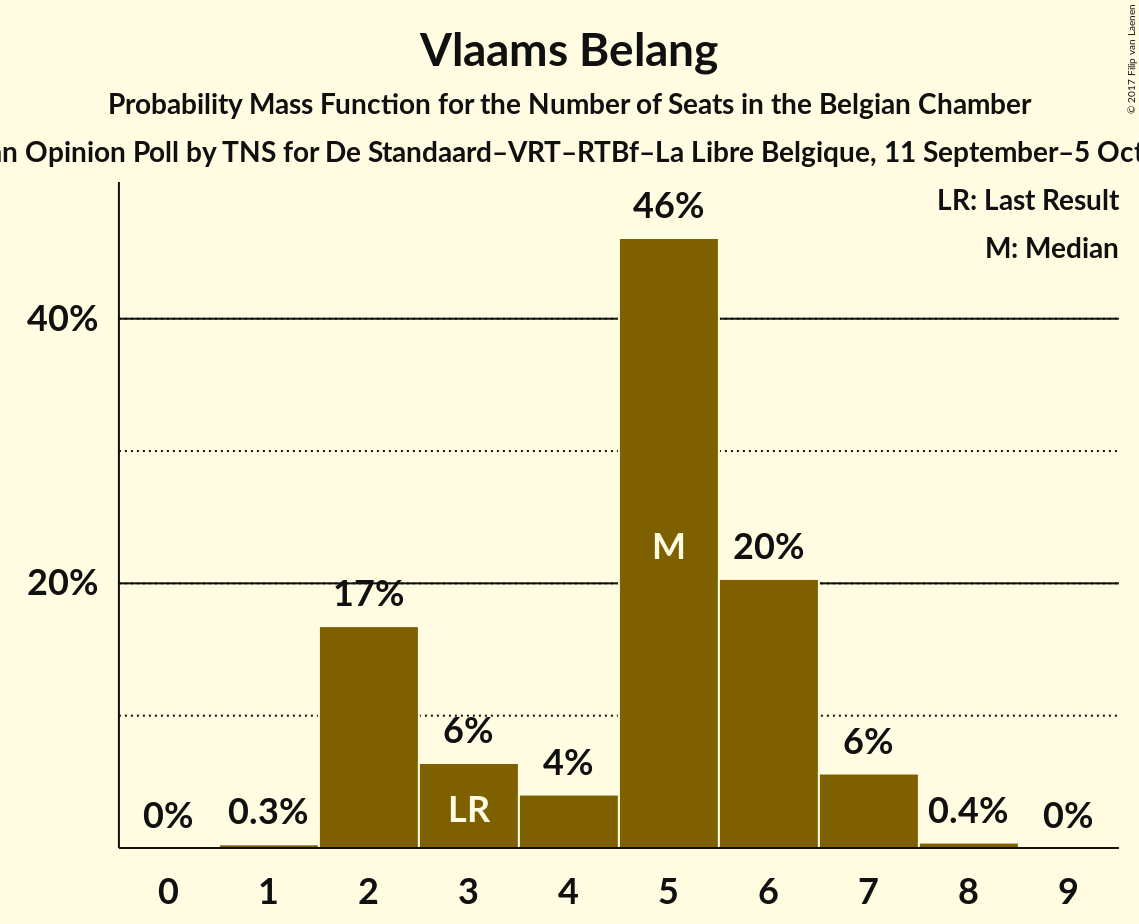 Vlaams Belang
Probability Mass Function for the Number of Seats in the Belgian Chamber
Opinion Poll by TNS for De Standaard–VRT–RTBf–La Libre Belgique, 11 September–5
© 2017 Filip van Laenen
LR: Last Result
M: Median
46%
40%
M
20%
20%
17%
6%
6%
4%
LR
0%
0.3%
0.4%
0%
0 1 2 3 4 5 6 7 8 9